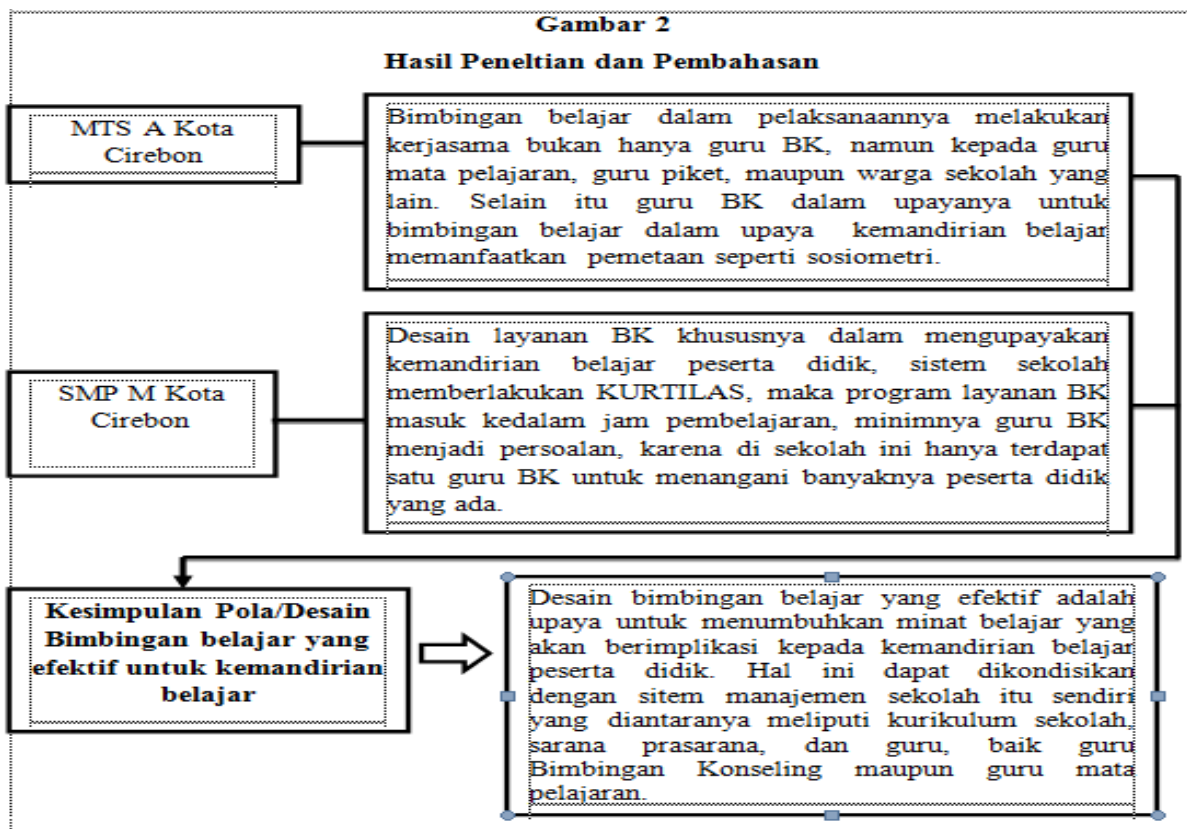 Gambar 2
Hasil Peneltian dan Pembahasan
MTS A Kota
Cirebon
Bimbingan belajar dalam pelaksanaannya melakukan
kerjasama bukan hanya guru BK, namun kepada guru
mata pelajaran, guru piket, maupun warga sekolah yang
lain. Selain itu guru BK dalam upayanya untuk
bimbingan belajar dalam upaya kemandirian belajar
memanfaatkan pemetaan seperti sosiometri.
SMP M Kota
Cirebon
Desain layanan BK khususnya dalam mengupayakan
kemandirian belajar peserta didik, sistem sekolah
memberlakukan KURTILAS, maka program layanan BK
masuk kedalam jam pembelajaran, minimnya guru BK
menjadi persoalan, karena di sekolah ini hanya terdapat
satu guru BK untuk menangani banyaknya peserta didik
yang ada.
Kesimpulan Pola/Desain
Bimbingan belajar yang
efektif untuk kemandirian
belajar
Desain bimbingan belajar yang efektif adalah
upaya untuk menumbuhkan minat belajar yang
akan berimplikasi kepada kemandirian belajar
peserta didik. Hal ini dapat dikondisikan
dengan sitem manajemen sekolah itu sendiri
yang diantaranya meliputi kurikulum sekolah,
sarana prasarana, dan guru, baik guru
Bimbingan Konseling maupun guru mata
pelajaran.